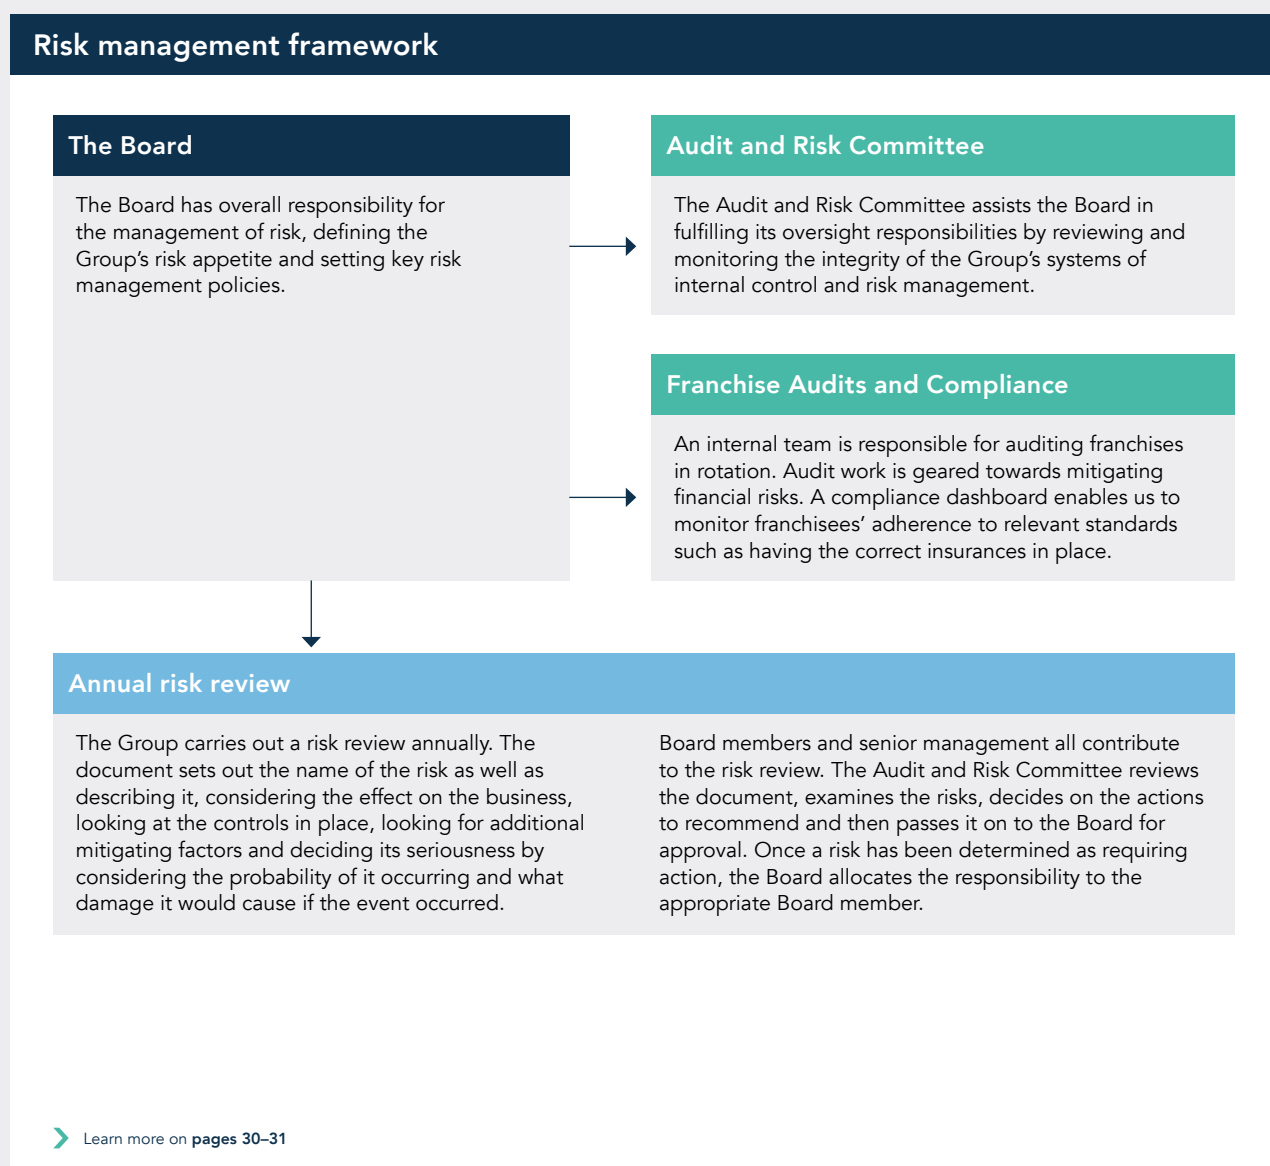 Risk management framework
The Board
The Board has overall responsibility for
the management of risk, defining the
Group’s risk appetite and setting key risk
management policies.
Audit and Risk Committee
The Audit and Risk Committee assists the Board in
fulfilling its oversight responsibilities by reviewing and
monitoring the integrity of the Group’s systems of
internal control and risk management.
Franchise Audits and Compliance
An internal team is responsible for auditing franchises
in rotation. Audit work is geared towards mitigating
financial risks. A compliance dashboard enables us to
monitor franchisees’ adherence to relevant standards
such as having the correct insurances in place.
Annual risk review
The Group carries out a risk review annually. The
document sets out the name of the risk as well as
describing it, considering the effect on the business,
looking at the controls in place, looking for additional
mitigating factors and deciding its seriousness by
considering the probability of it occurring and what
damage it would cause if the event occurred.
Board members and senior management all contribute
to the risk review. The Audit and Risk Committee reviews
the document, examines the risks, decides on the actions
to recommend and then passes it on to the Board for
approval. Once a risk has been determined as requiring
action, the Board allocates the responsibility to the
appropriate Board member.
Learn more on pages 30–31